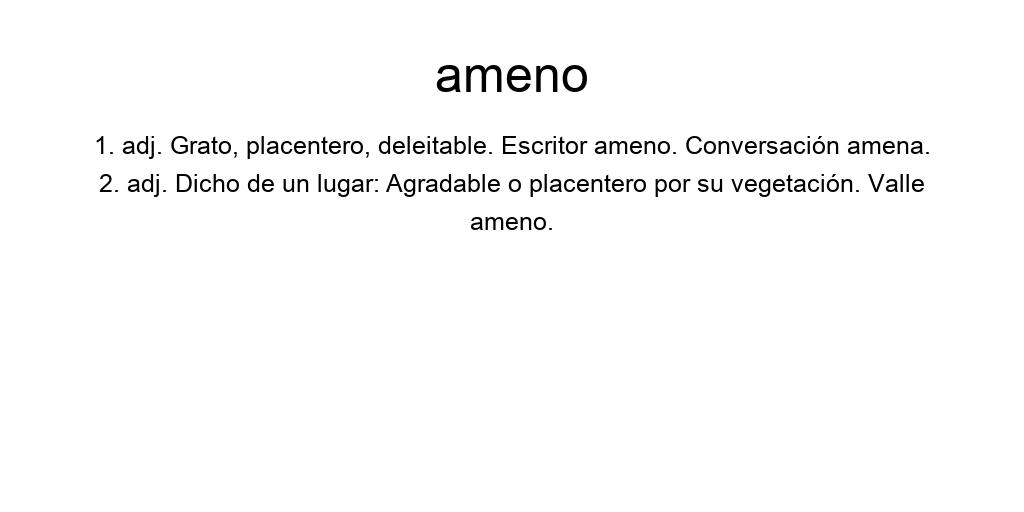 ameno
1. adj. Grato, placentero, deleitable. Escritor ameno. Conversación amena.
2. adj. Dicho de un lugar: Agradable o placentero por su vegetación. Valle
ameno.